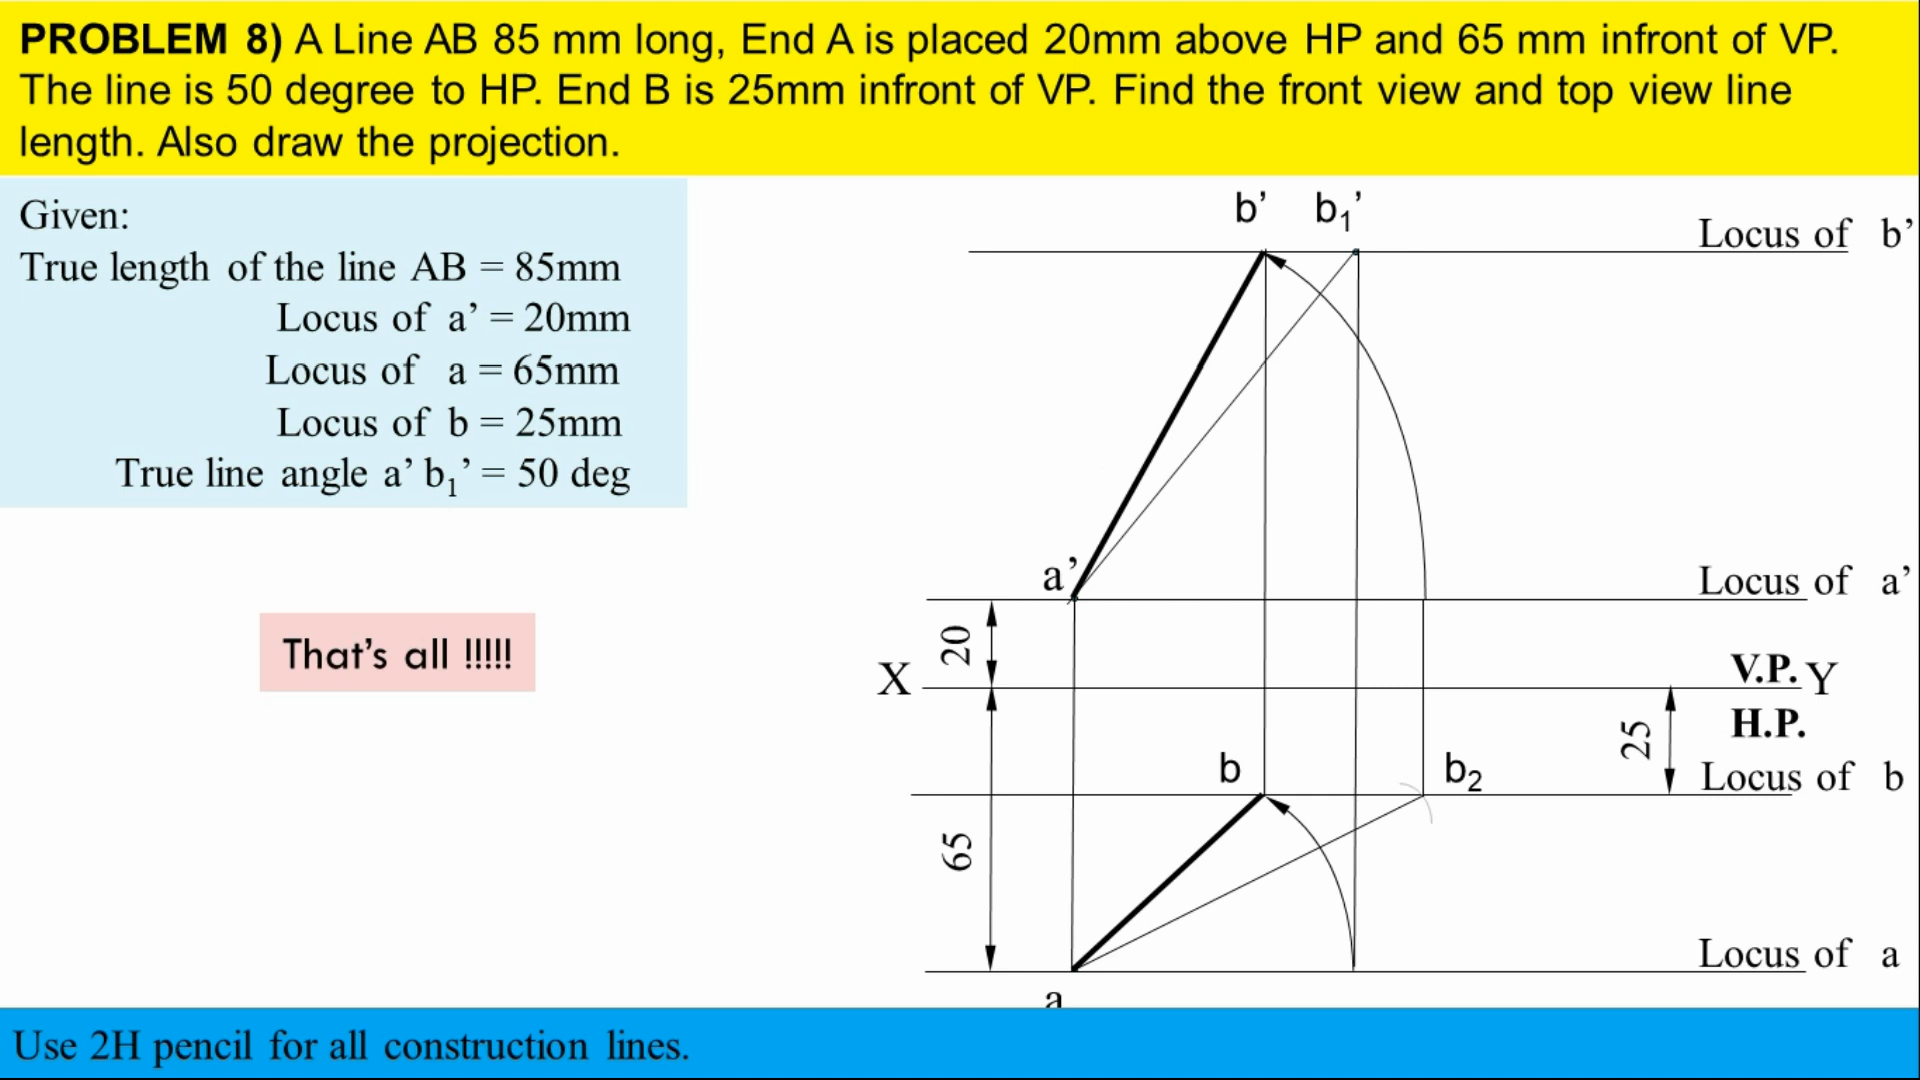 PROBLEM 8) A Line AB 85 mm long, End A is placed 20mm above HP and 65 mm infront of VP.
The line is 50 degree to HP. End B is 25mm infront of VP. Find the front view and top view line
length. Also draw the projection.
Given:
True length of the line AB = 85mm
Locus of a’ = 20mm
Locus of a = 65mm
Locus of b = 25mm
True line angle a’ b₁’ = 50 deg
That’s all !!!!!
b’ b₁’
Locus of b’
a’
Locus of a’
20
X
V.P. Y
H.P.
25
b
b₂
Locus of b
65
Locus of a
a
Use 2H pencil for all construction lines.